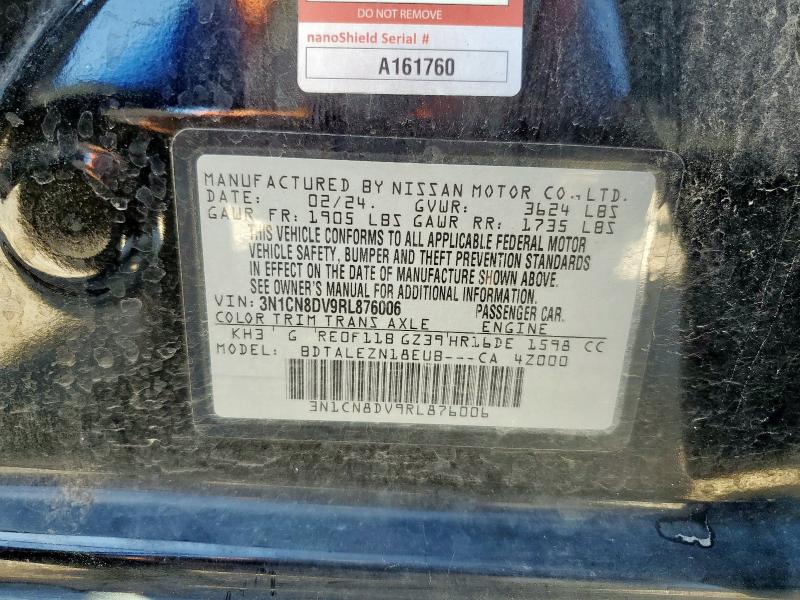 DO NOT REMOVE
nanoShield Serial #
A161760
MANUFACTURED BY NISSAN MOTOR CO., LTD.
DATE: 02/24. GVWR: 3624 LBS
GAWR FR: 1905 LBS GAWR RR: 1735 LBS
THIS VEHICLE CONFORMS TO ALL APPLICABLE FEDERAL MOTOR
VEHICLE SAFETY, BUMPER AND THEFT PREVENTION STANDARDS
IN EFFECT ON THE DATE OF MANUFACTURE SHOWN ABOVE.
SEE OWNER'S MANUAL FOR ADDITIONAL INFORMATION.
VIN: 3N1CN8DV9RL876006 PASSENGER CAR.
COLOR TRIM TRANS AXLE ENGINE
KH3 G RE0F11B GZ39 HR16DE 1598 CC
MODEL: BDTALEZN18EUB---CA 4Z000
3N1CN8DV9RL876006